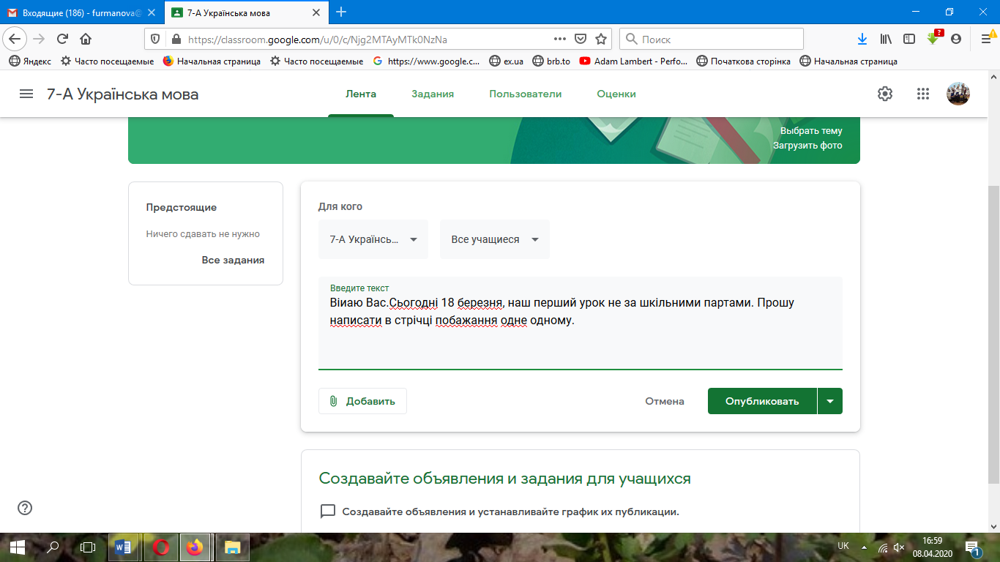 Входящие (186) - furmanova@
7-А Українська мова
https://classroom.google.com/u/0/c/Njg2MTAyMTk0NzNa
Поиск
Яндекс
Часто посещаемые
Начальная страница
Часто посещаемые
https://www.google.c...
ex.ua
brb.to
Adam Lambert - Perfo...
Початкова сторінка
Начальная страница
7-А Українська мова
Лента
Задания
Пользователи
Оценки
Выбрать тему
Загрузить фото
Предстоящие
Ничего сдавать не нужно
Все задания
Для кого
7-А Українсь...
Все учащиеся
Введите текст
Віиаю Вас.Сьогодні 18 березня, наш перший урок не за шкільними партами. Прошу
написати в стрічці побажання одне одному.
Добавить
Отмена
Опубликовать
Создавайте объявления и задания для учащихся
Создавайте объявления и устанавливайте график их публикации.
UK
16:59
08.04.2020
1